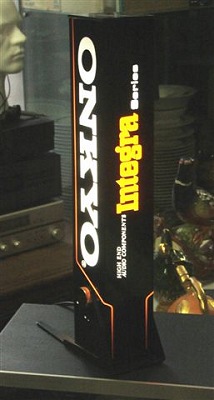 ONKYO
Integra Series
HIGH END
AUDIO COMPONENTS